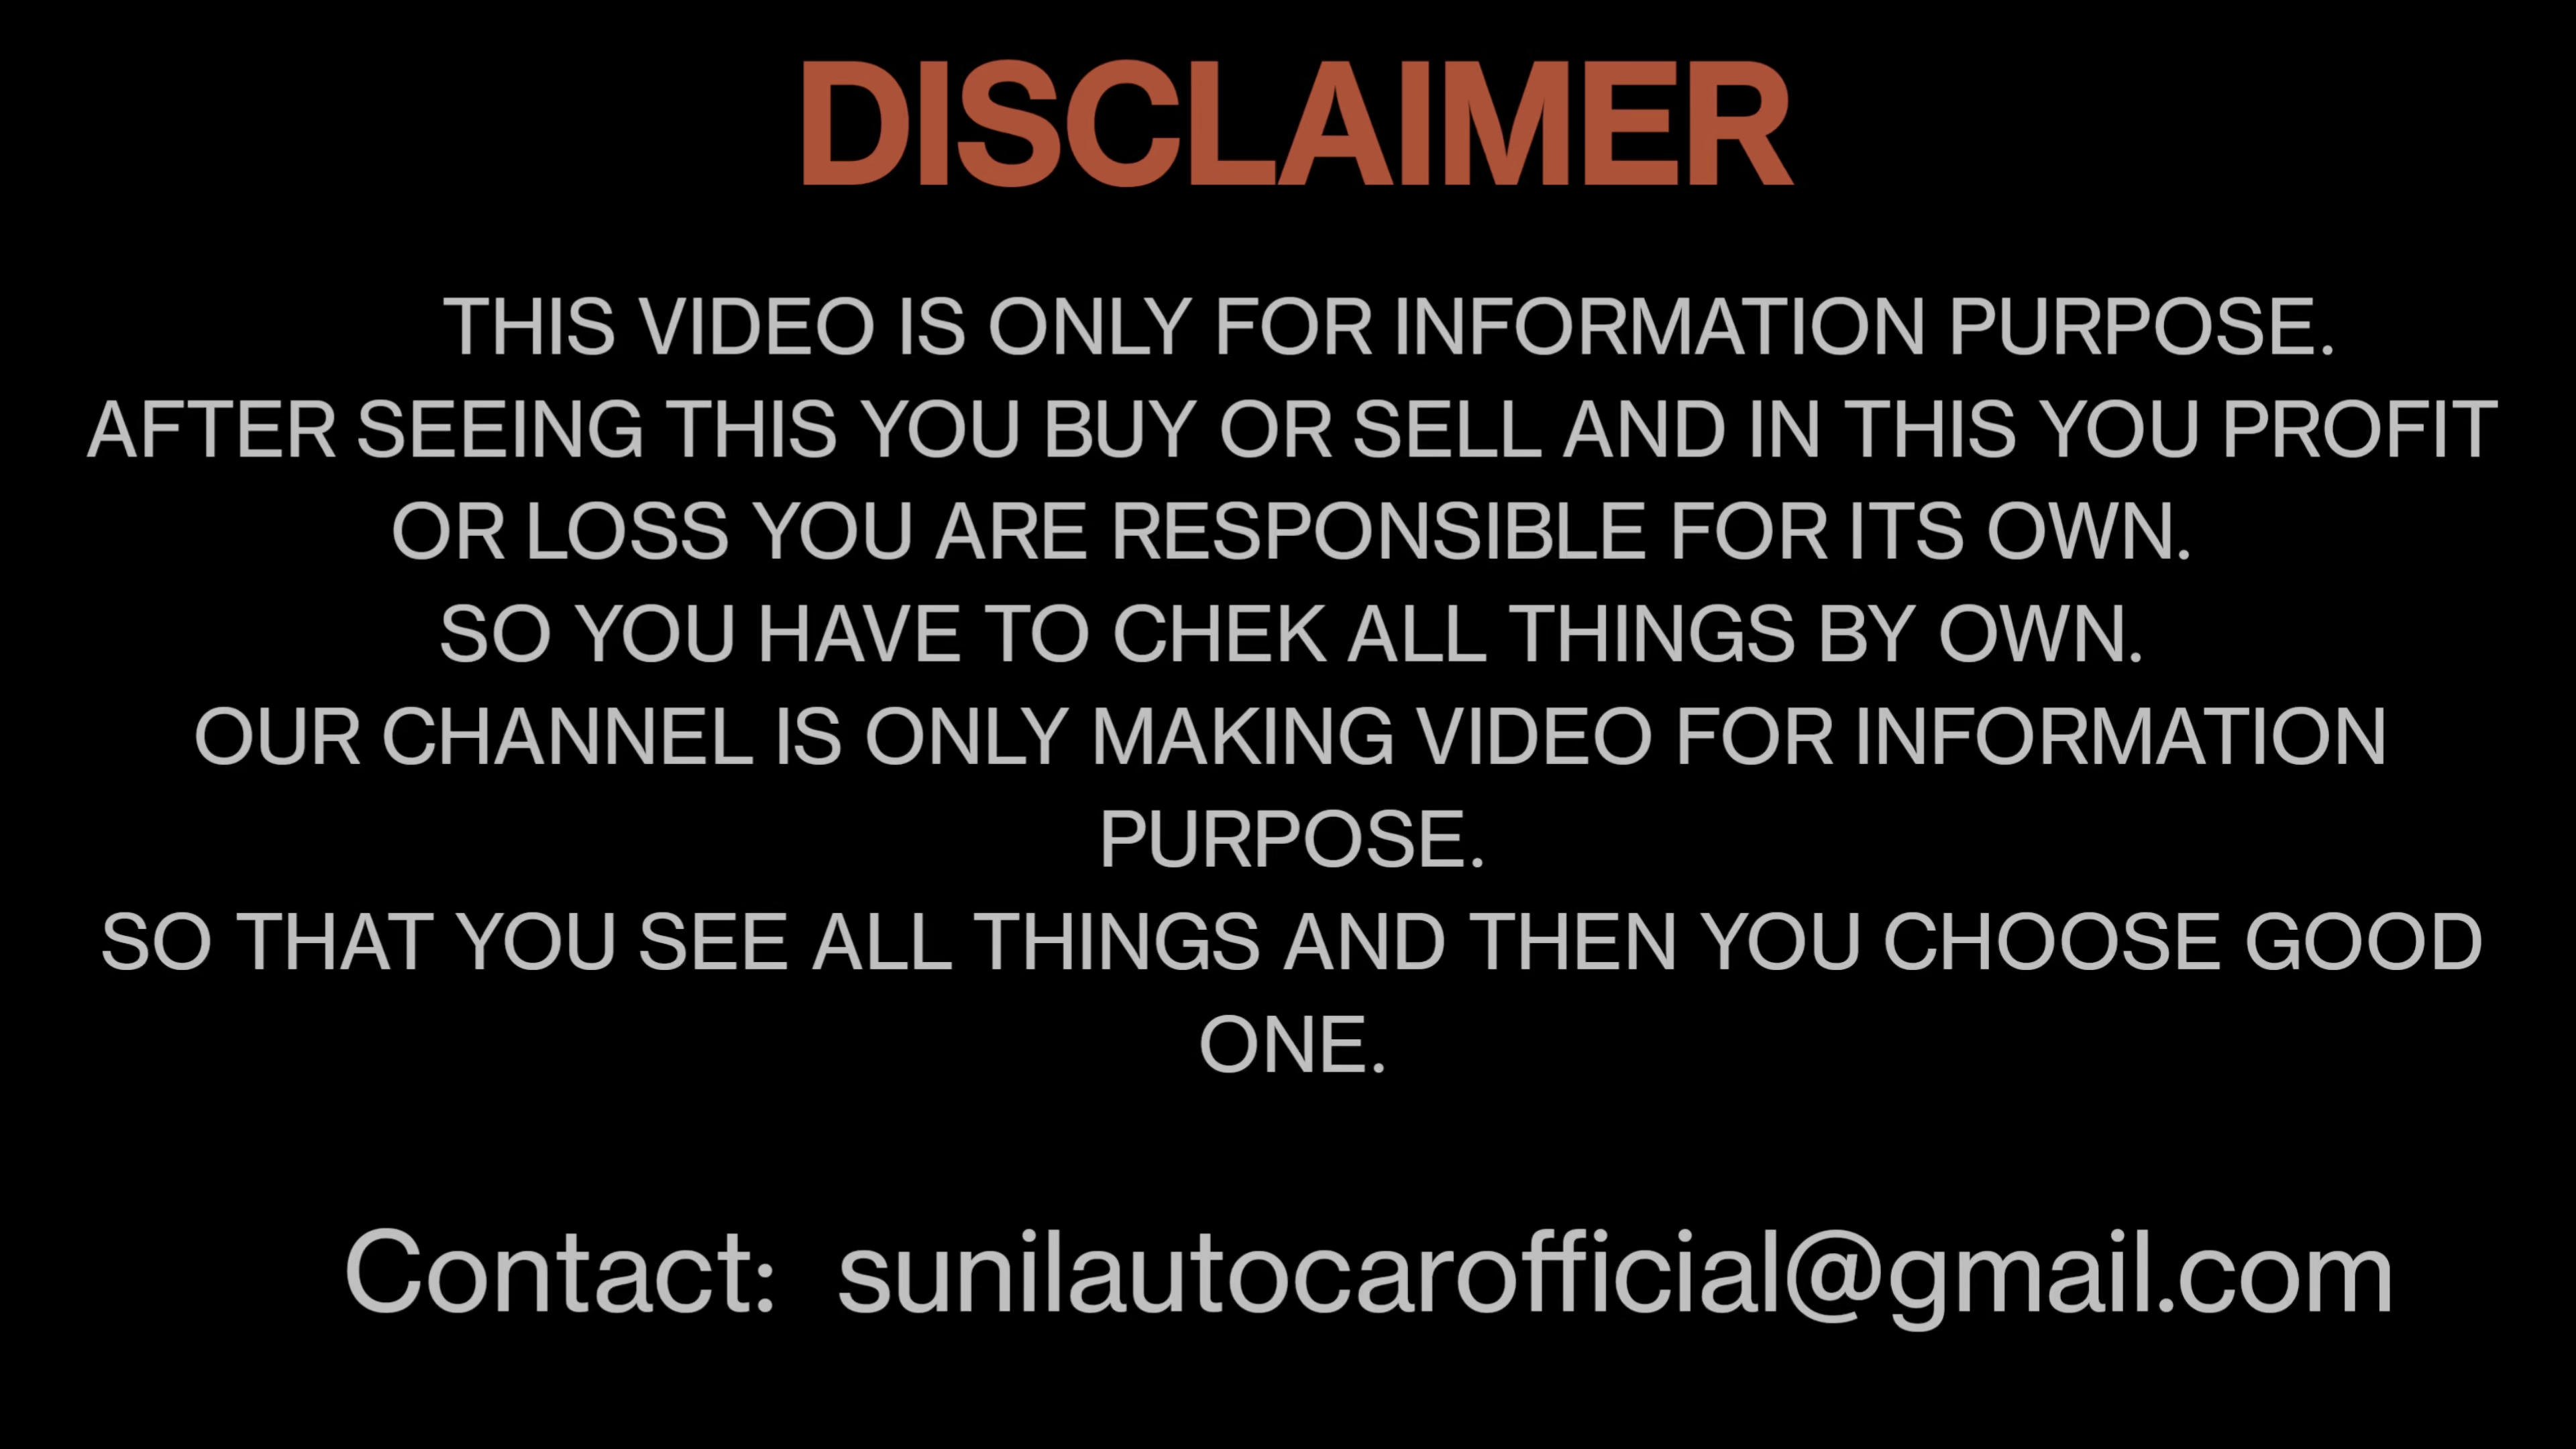 DISCLAIMER
THIS VIDEO IS ONLY FOR INFORMATION PURPOSE.
AFTER SEEING THIS YOU BUY OR SELL AND IN THIS YOU PROFIT
OR LOSS YOU ARE RESPONSIBLE FOR ITS OWN.
SO YOU HAVE TO CHEK ALL THINGS BY OWN.
OUR CHANNEL IS ONLY MAKING VIDEO FOR INFORMATION
PURPOSE.
SO THAT YOU SEE ALL THINGS AND THEN YOU CHOOSE GOOD
ONE.
Contact: sunilautocarofficial@gmail.com